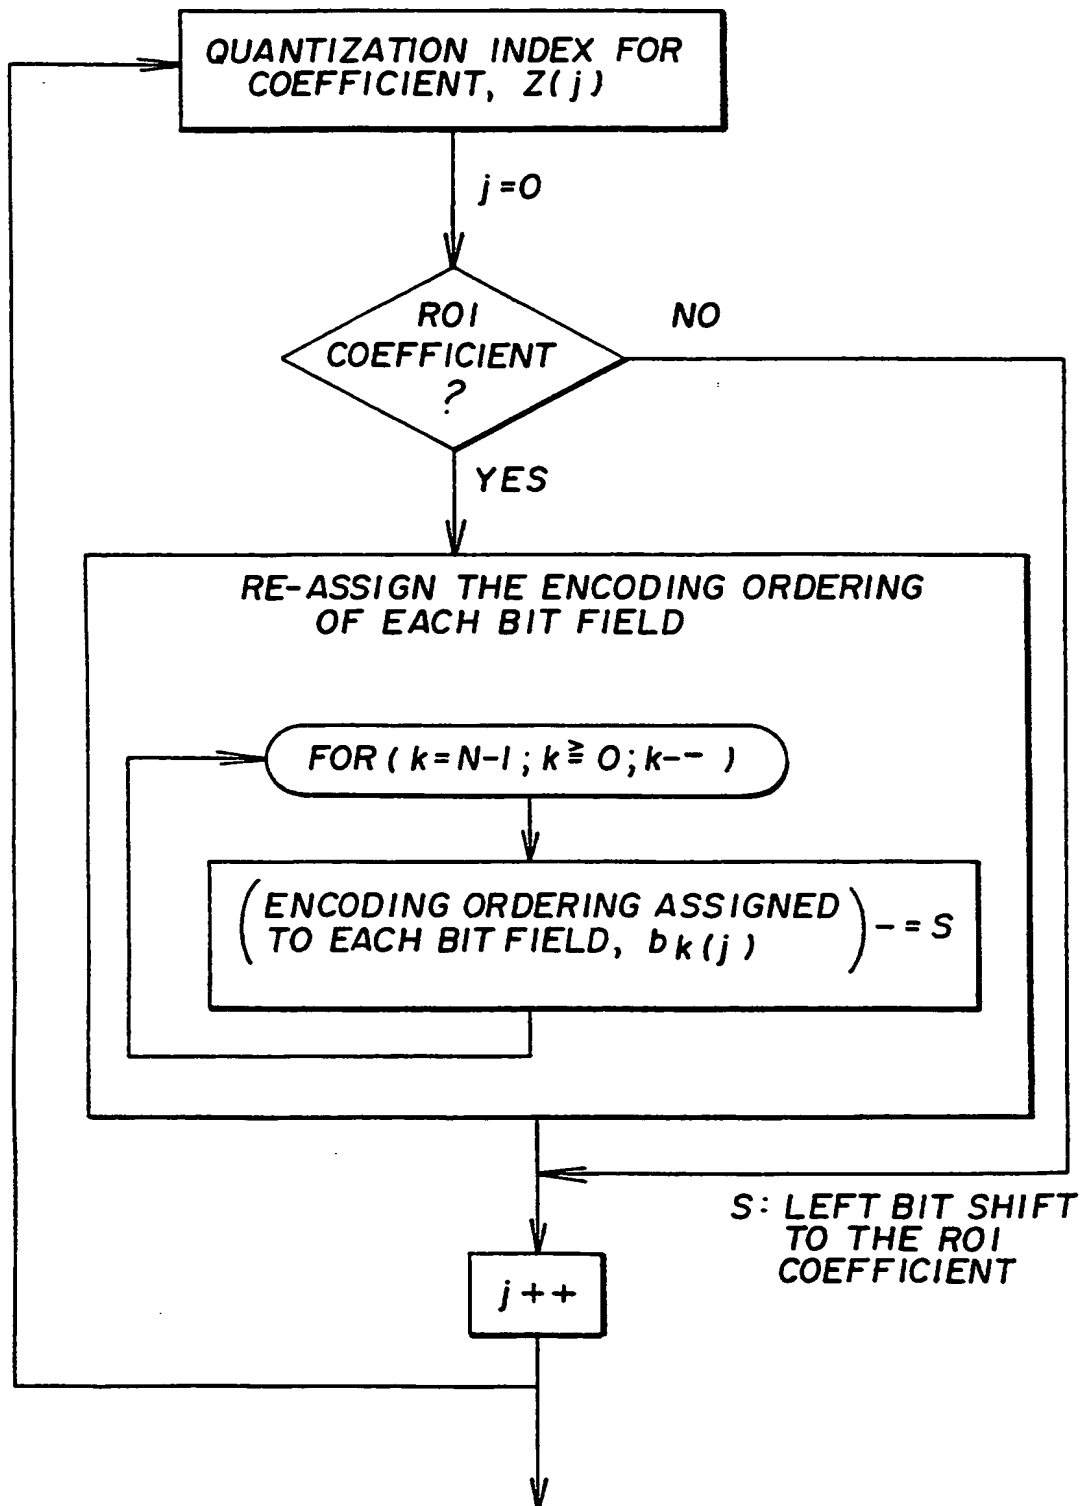 QUANTIZATION INDEX FOR
COEFFICIENT, Z(j)
j=0
ROI
COEFFICIENT
?
NO
YES
RE-ASSIGN THE ENCODING ORDERING
OF EACH BIT FIELD
FOR ( k=N-1 ; k≧0 ; k-- )
(ENCODING ORDERING ASSIGNED
TO EACH BIT FIELD, bk(j)) -= S
S: LEFT BIT SHIFT
TO THE ROI
COEFFICIENT
j++